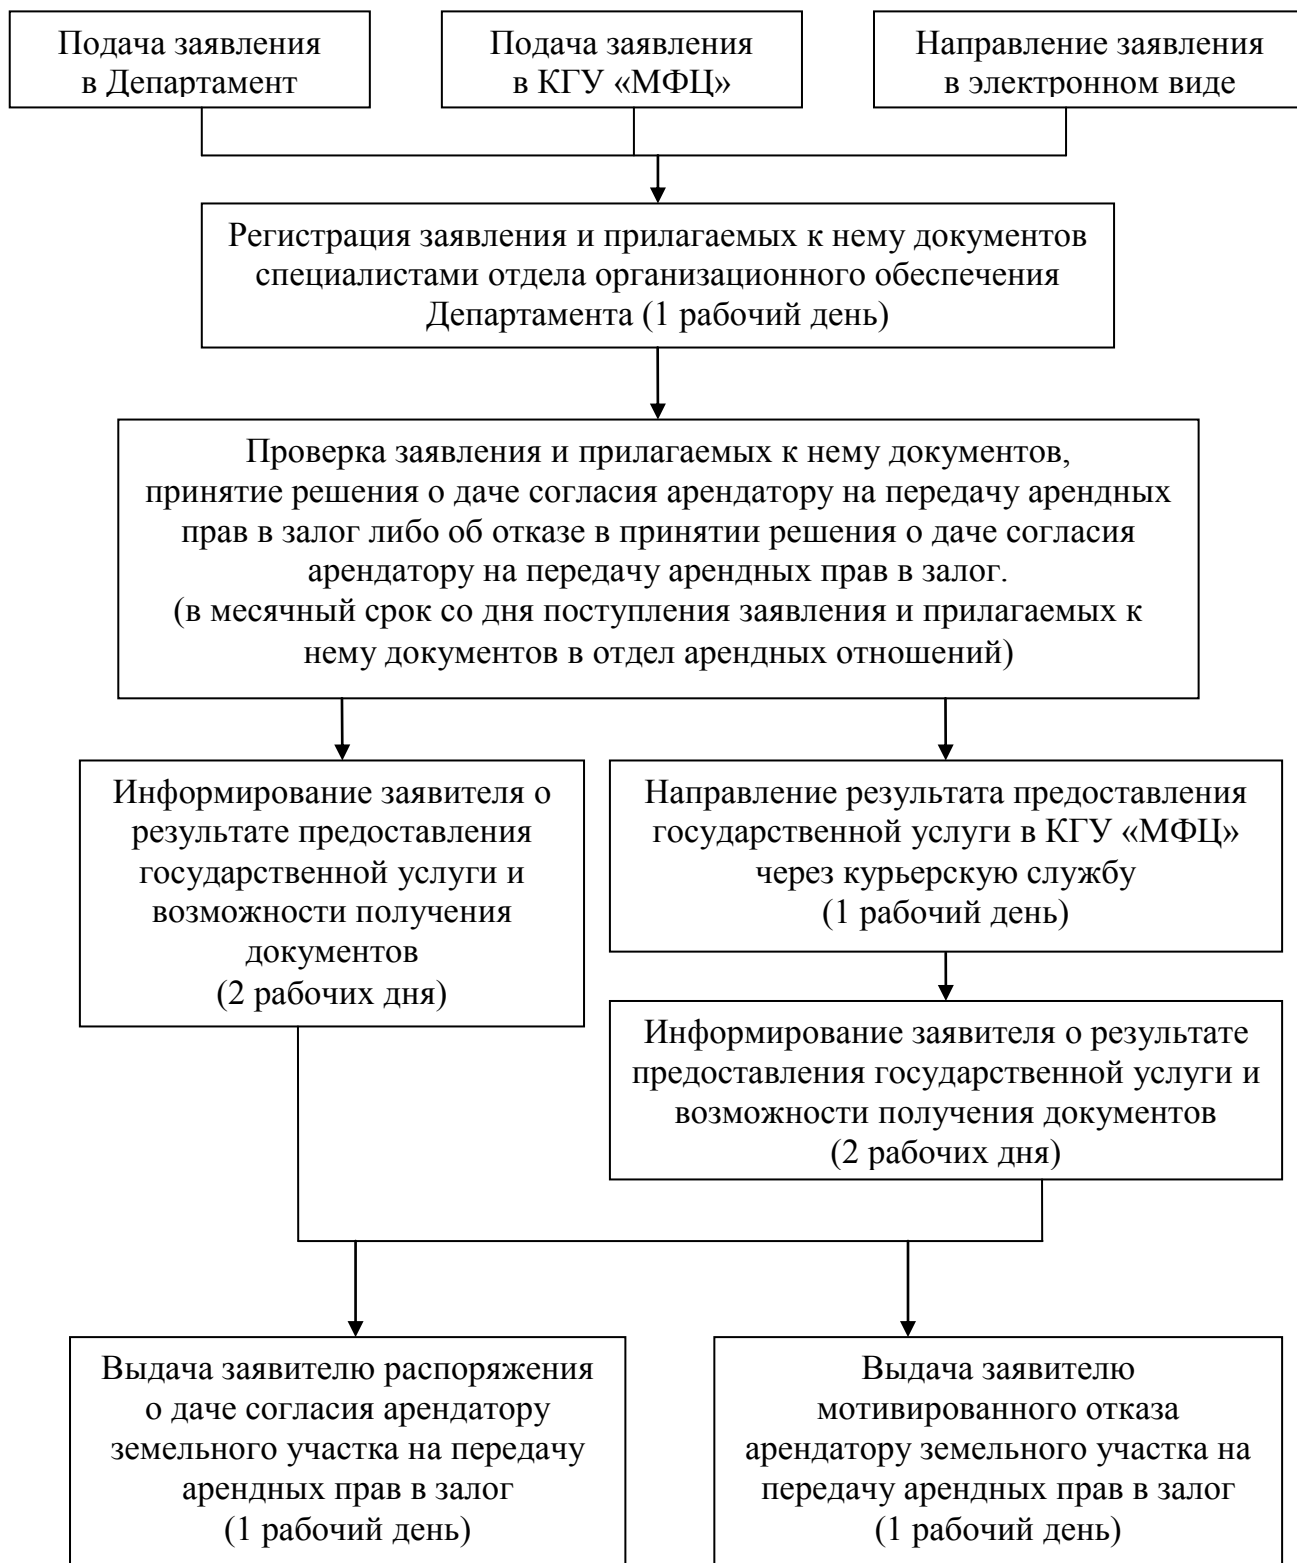 Подача заявления
в Департамент
Подача заявления
в КГУ «МФЦ»
Направление заявления
в электронном виде
Регистрация заявления и прилагаемых к нему документов
специалистами отдела организационного обеспечения
Департамента (1 рабочий день)
Проверка заявления и прилагаемых к нему документов,
принятие решения о даче согласия арендатору на передачу арендных
прав в залог либо об отказе в принятии решения о даче согласия
арендатору на передачу арендных прав в залог.
(в месячный срок со дня поступления заявления и прилагаемых к
нему документов в отдел арендных отношений)
Информирование заявителя о
результате предоставления
государственной услуги и
возможности получения
документов
(2 рабочих дня)
Направление результата предоставления
государственной услуги в КГУ «МФЦ»
через курьерскую службу
(1 рабочий день)
Информирование заявителя о результате
предоставления государственной услуги и
возможности получения документов
(2 рабочих дня)
Выдача заявителю распоряжения
о даче согласия арендатору
земельного участка на передачу
арендных прав в залог
(1 рабочий день)
Выдача заявителю
мотивированного отказа
арендатору земельного участка на
передачу арендных прав в залог
(1 рабочий день)